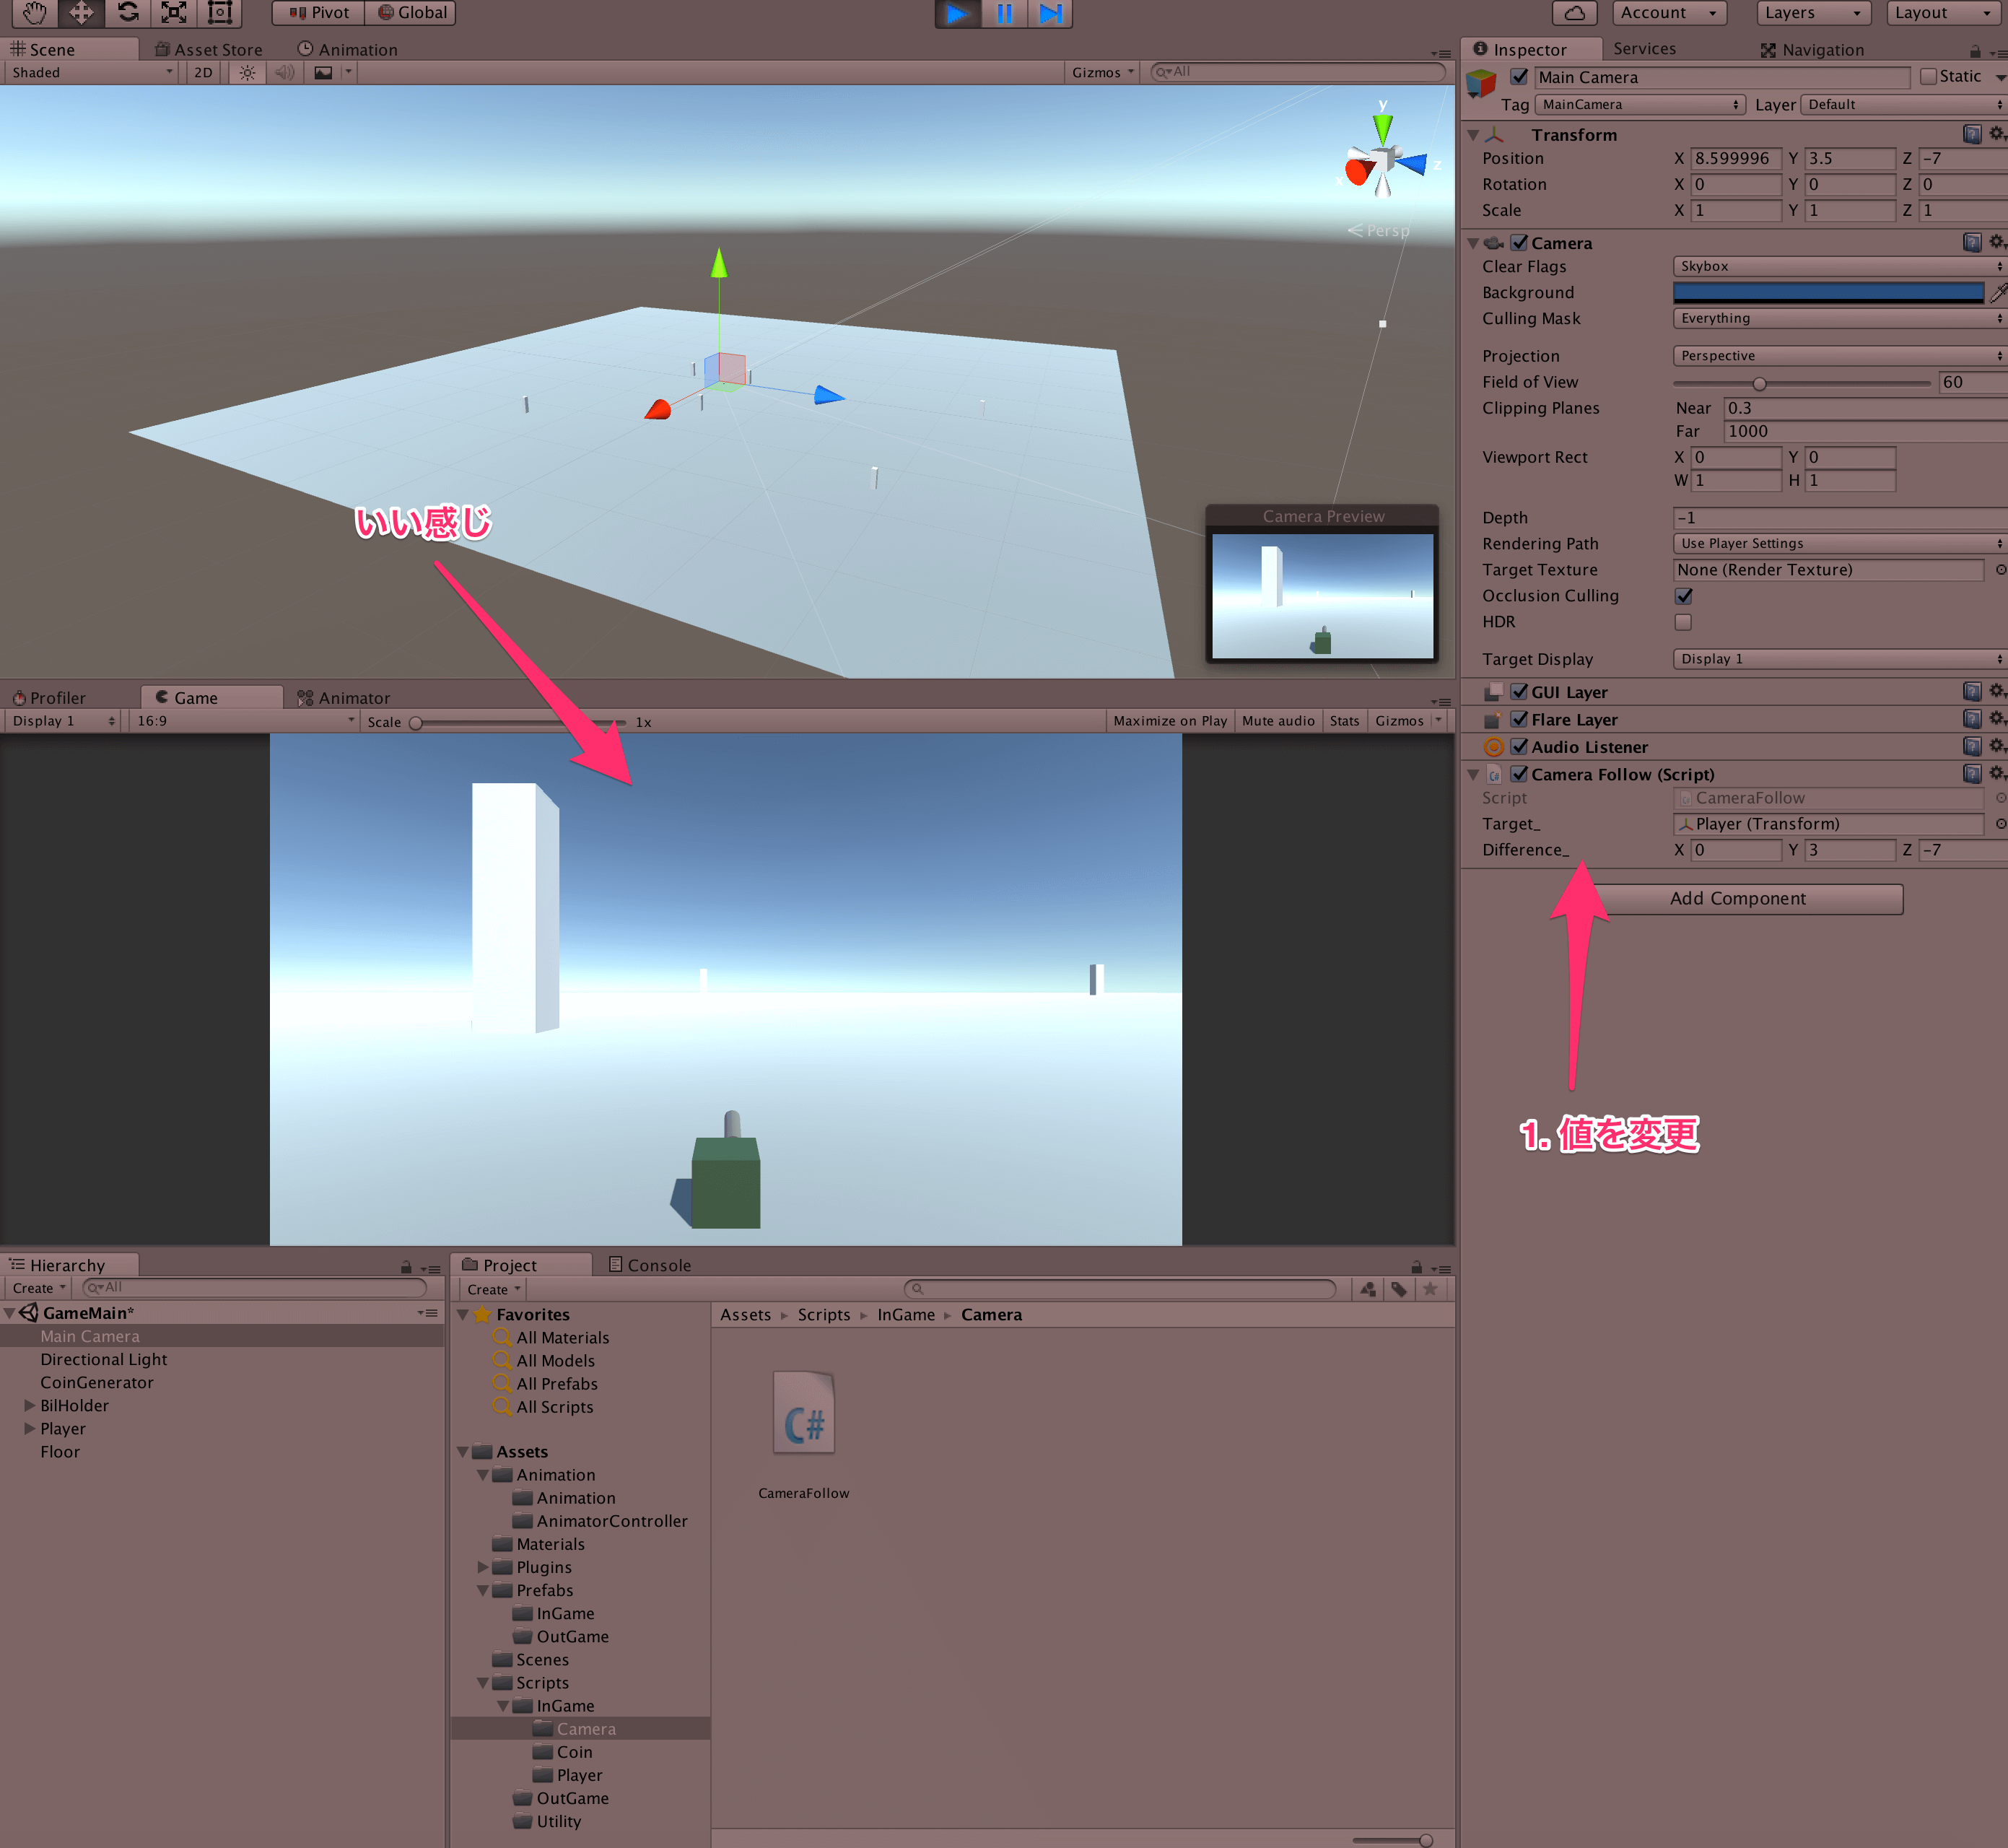 Pivot Global Account Layers Layout
Scene Asset Store Animation
Shaded 2D Gizmos All
y
x z
Persp
いい感じ
Camera Preview
Profiler Game Animator
Display 1 16:9 Scale 1x Maximize on Play Mute audio Stats Gizmos
Inspector Services Navigation
Main Camera Static
Tag MainCamera Layer Default
Transform
Position X 8.599996 Y 3.5 Z -7
Rotation X 0 Y 0 Z 0
Scale X 1 Y 1 Z 1
Camera
Clear Flags Skybox
Background
Culling Mask Everything
Projection Perspective
Field of View 60
Clipping Planes Near 0.3
Far 1000
Viewport Rect X 0 Y 0
W 1 H 1
Depth -1
Rendering Path Use Player Settings
Target Texture None (Render Texture)
Occlusion Culling
HDR
Target Display Display 1
GUI Layer
Flare Layer
Audio Listener
C# Camera Follow (Script)
Script CameraFollow
Target_ Player (Transform)
Difference_ X 0 Y 3 Z -7
Add Component
1. 値を変更
Hierarchy
Create All
GameMain*
Main Camera
Directional Light
CoinGenerator
BilHolder
Player
Floor
Project Console
Create
Favorites
All Materials
All Models
All Prefabs
All Scripts
Assets
Animation
Animation
AnimatorController
Materials
Plugins
Prefabs
InGame
OutGame
Scenes
Scripts
InGame
Camera
Coin
Player
OutGame
Utility
Assets Scripts InGame Camera
C#
CameraFollow